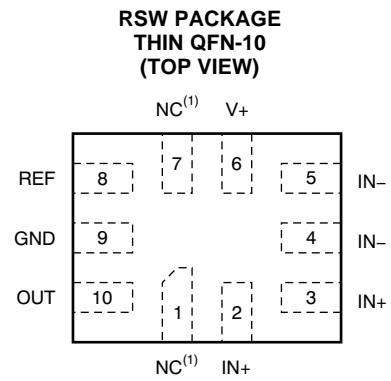 RSW PACKAGE
THIN QFN-10
(TOP VIEW)
NC(1) V+
7 6
REF 8 5 IN–
GND 9 4 IN–
OUT 10 1 2 3 IN+
NC(1) IN+